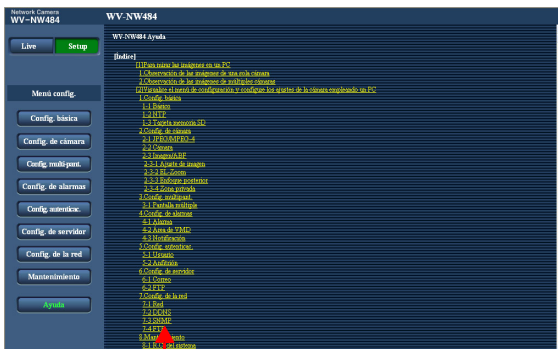 Network Camera
WV-NW484
WV-NW484
Live
Setup
Menú config.
Config. básica
Config. de cámara
Config. multi-pant.
Config. de alarmas
Config. autenticac.
Config. de servidor
Config. de la red
Mantenimiento
Ayuda
WV-NW484 Ayuda
[Índice]
[1]Para mirar las imágenes en un PC
1.Observación de las imágenes de una sola cámara
2.Observación de las imágenes de múltiples cámaras
[2]Visualice el menú de configuración y configure los ajustes de la cámara empleando un PC
1.Config. básica
1-1 Básico
1-2 NTP
1-3 Tarjeta memoria SD
2.Config. de cámara
2-1 JPEG/MPEG-4
2-2 Cámara
2-3 Imagen/ABF
2-3-1 Ajuste de imagen
2-3-2 EL-Zoom
2-3-3 Enfoque posterior
2-3-4 Zona privada
3.Config. multipant.
3-1 Pantalla múltiple
4.Config. de alarmas
4-1 Alarma
4-2 Área de VMD
4-3 Notificación
5.Config. autenticac.
5-1 Usuario
5-2 Anfitrión
6.Config. de servidor
6-1 Correo
6-2 FTP
7.Config. de la red
7-1 Red
7-2 DDNS
7-3 SNMP
7-4 FTP
8.Mantenimiento
8-1 R.O. del sistema